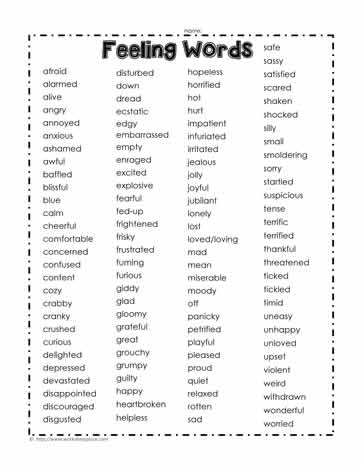 name:
Feeling Words
afraid
alarmed
alive
angry
annoyed
anxious
ashamed
awful
baffled
blissful
blue
calm
cheerful
comfortable
concerned
confused
content
cozy
crabby
cranky
crushed
curious
delighted
depressed
devastated
disappointed
discouraged
disgusted
disturbed
down
dread
ecstatic
edgy
embarrassed
empty
enraged
excited
explosive
fearful
fed-up
frightened
frisky
frustrated
fuming
furious
giddy
glad
gloomy
grateful
great
grouchy
grumpy
guilty
happy
heartbroken
helpless
hopeless
horrified
hot
hurt
impatient
infuriated
irritated
jealous
jolly
joyful
jubliant
lonely
lost
loved/loving
mad
mean
miserable
moody
off
panicky
petrified
playful
pleased
proud
quiet
relaxed
rotten
sad
safe
sassy
satisfied
scared
shaken
shocked
silly
small
smoldering
sorry
startled
suspicious
tense
terrific
terrified
thankful
threatened
ticked
tickled
timid
uneasy
unhappy
unloved
upset
violent
weird
withdrawn
wonderful
worried
© http://www.worksheetplace.com